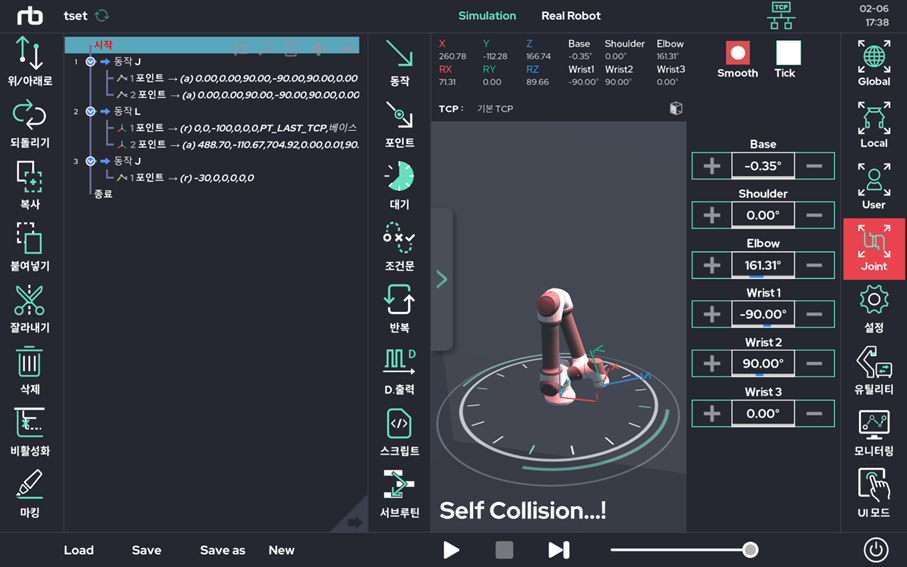 rb tset Simulation Real Robot TCP 02-06
17:38
위/아래로
되돌리기
복사
붙여넣기
잘라내기
삭제
비활성화
마킹
시작
1 동작 J
1 포인트 → (a) 0.00,0.00,90.00,-90.00,90.00,0.00
2 포인트 → (a) 0.00,0.00,90.00,-90.00,90.00,0.00
2 동작 L
1 포인트 → (r) 0,0,-100,0,0,0,PT_LAST_TCP,베이스
2 포인트 → (a) 488.70,-110.67,704.92,0.00,0.01,90.
3 동작 J
1 포인트 → (r) -30,0,0,0,0,0
종료
동작
포인트
대기
조건문
반복
D
D.출력
스크립트
서브루틴
X Y Z Base Shoulder Elbow
260.78 -112.28 166.74 -0.35° 0.00° 161.31°
RX RY RZ Wrist1 Wrist2 Wrist3
71.31 0.00 89.66 -90.00° 90.00° 0.00°
TCP : 기본 TCP
Smooth Tick
Self Collision...!
Base
-0.35°
Shoulder
0.00°
Elbow
161.31°
Wrist 1
-90.00°
Wrist 2
90.00°
Wrist 3
0.00°
Global
Local
User
Joint
설정
유틸리티
모니터링
UI 모드
Load Save Save as New